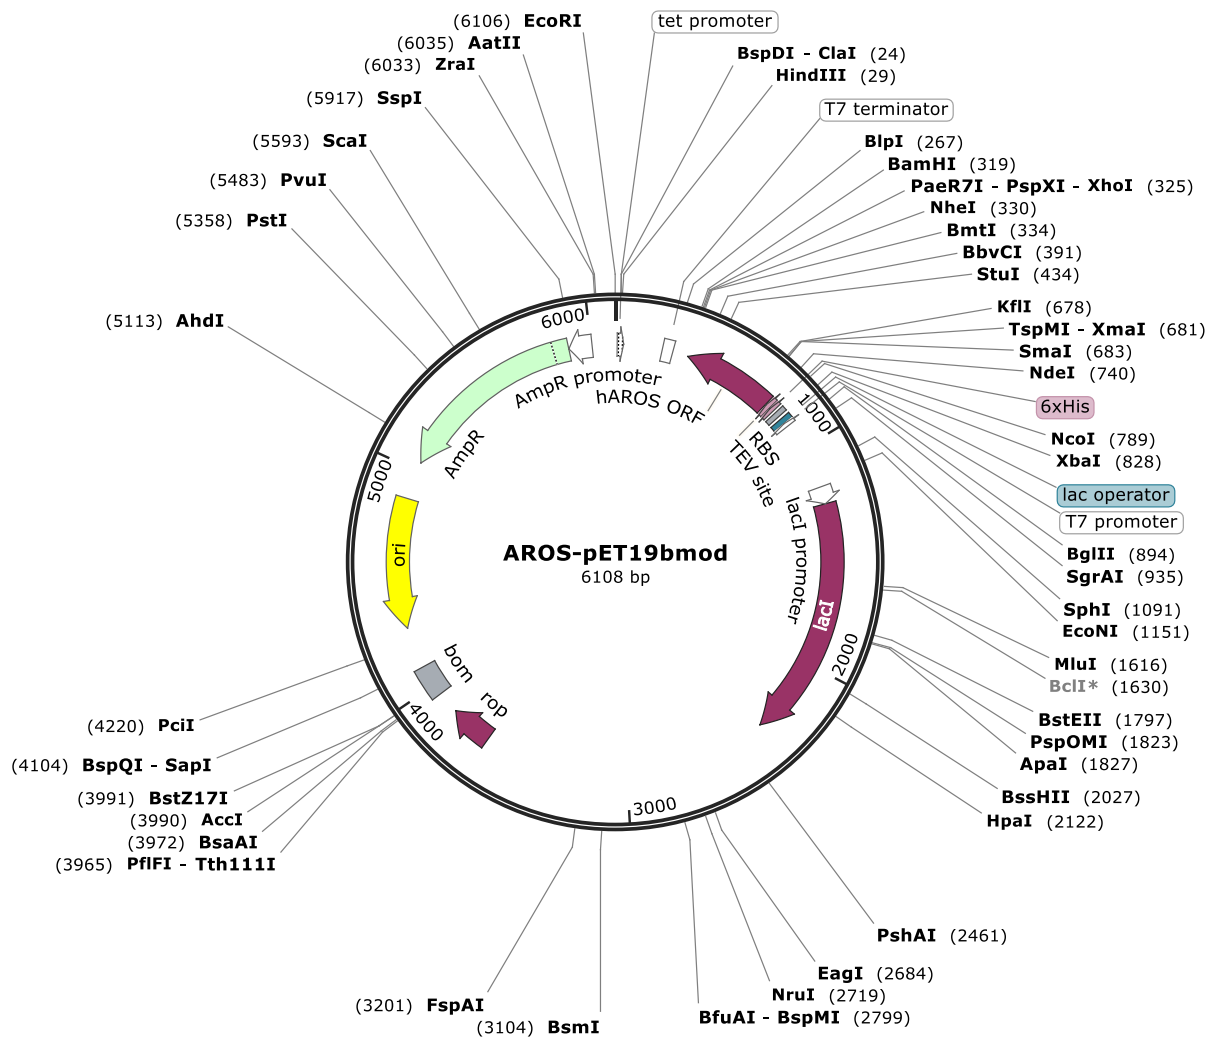 (6106) EcoRI
(6035) AatII
(6033) ZraI
(5917) SspI
(5593) ScaI
(5483) PvuI
(5358) PstI
(5113) AhdI
tet promoter
BspDI - ClaI (24)
HindIII (29)
T7 terminator
BlpI (267)
BamHI (319)
PaeR7I - PspXI - XhoI (325)
NheI (330)
BmtI (334)
BbvCI (391)
StuI (434)
KflI (678)
TspMI - XmaI (681)
SmaI (683)
NdeI (740)
6xHis
NcoI (789)
XbaI (828)
lac operator
T7 promoter
BglII (894)
SgrAI (935)
SphI (1091)
EcoNI (1151)
MluI (1616)
BclI* (1630)
BstEII (1797)
PspOMI (1823)
ApaI (1827)
BssHII (2027)
HpaI (2122)
PshAI (2461)
EagI (2684)
NruI (2719)
BfuAI - BspMI (2799)
(3104) BsmI
(3201) FspAI
(3965) PflFI - Tth111I
(3972) BsaAI
(3990) AccI
(3991) BstZ17I
(4104) BspQI - SapI
(4220) PciI
6000
1000
2000
3000
4000
5000
AmpR promoter
hAROS ORF
AmpR
RBS
TEV site
lacI promoter
lacI
ori
bom
rop
AROS-pET19bmod
6108 bp